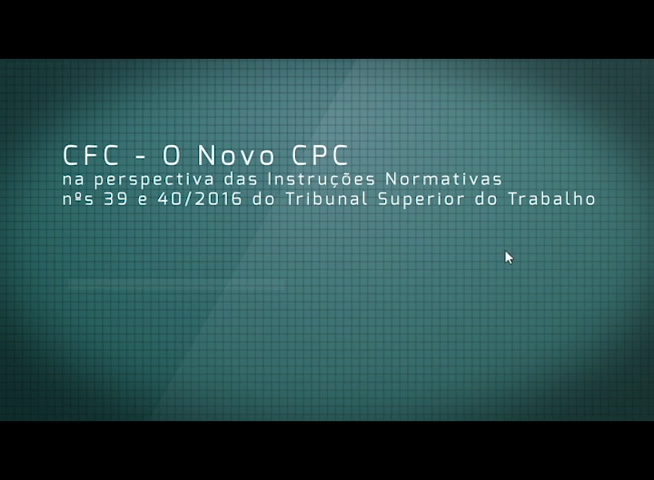 CFC - O Novo CPC
na perspectiva das Instruções Normativas
nºs 39 e 40/2016 do Tribunal Superior do Trabalho